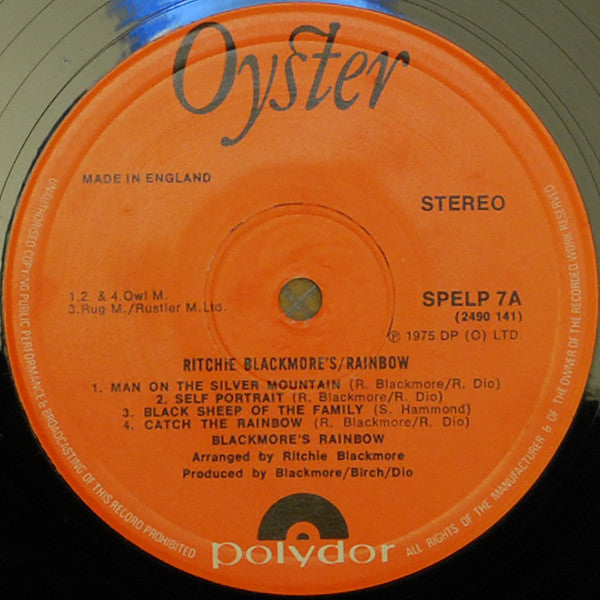 Oyster
MADE IN ENGLAND
STEREO
1.2. & 4.Owl M.
3.Rug M./Rustler M.Ltd.
SPELP 7A
(2490 141)
℗ 1975 DP (O) LTD.
RITCHIE BLACKMORE'S/RAINBOW
1. MAN ON THE SILVER MOUNTAIN (R. Blackmore/R. Dio)
2. SELF PORTRAIT (R. Blackmore/R. Dio)
3. BLACK SHEEP OF THE FAMILY (S. Hammond)
4. CATCH THE RAINBOW (R. Blackmore/R. Dio)
BLACKMORE'S RAINBOW
Arranged by Ritchie Blackmore
Produced by Blackmore/Birch/Dio
polydor
ALL RIGHTS OF THE MANUFACTURER & OF THE OWNER OF THE RECORDED WORK RESERVED
UNAUTHORISED COPYING PUBLIC PERFORMANCE & BROADCASTING OF THIS RECORD PROHIBITED